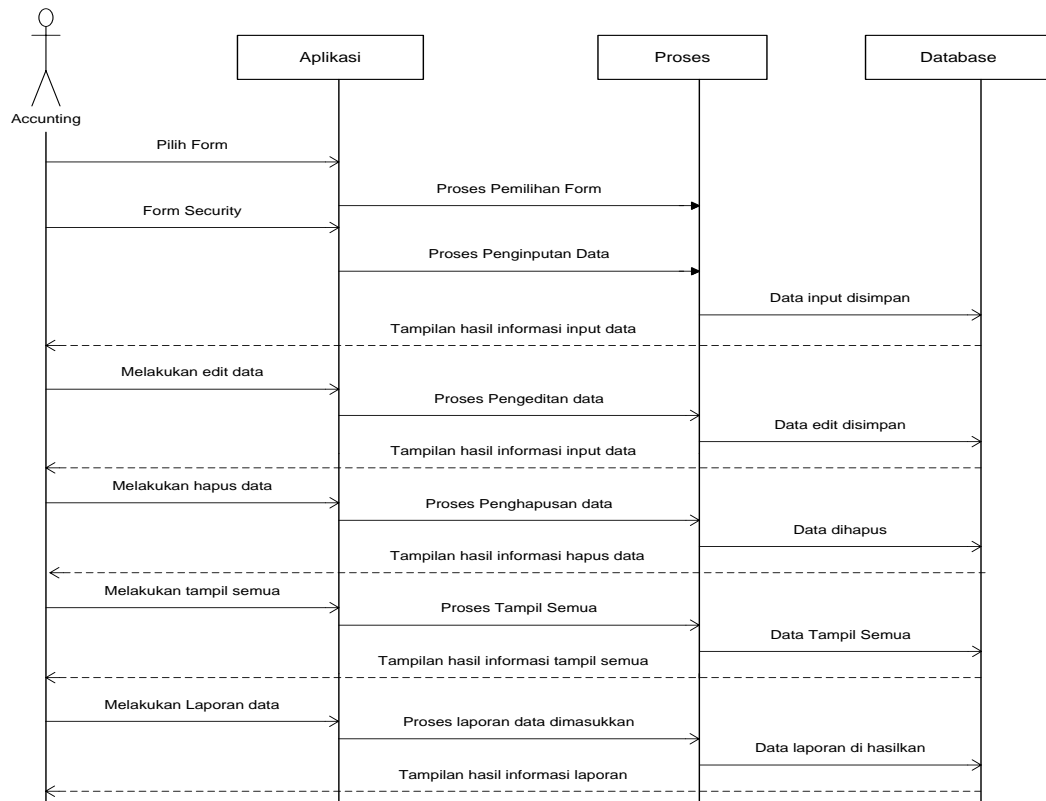 Aplikasi
Proses
Database
Accunting
Pilih Form
Proses Pemilihan Form
Form Security
Proses Penginputan Data
Data input disimpan
Tampilan hasil informasi input data
Melakukan edit data
Proses Pengeditan data
Data edit disimpan
Tampilan hasil informasi input data
Melakukan hapus data
Proses Penghapusan data
Data dihapus
Tampilan hasil informasi hapus data
Melakukan tampil semua
Proses Tampil Semua
Data Tampil Semua
Tampilan hasil informasi tampil semua
Melakukan Laporan data
Proses laporan data dimasukkan
Data laporan di hasilkan
Tampilan hasil informasi laporan